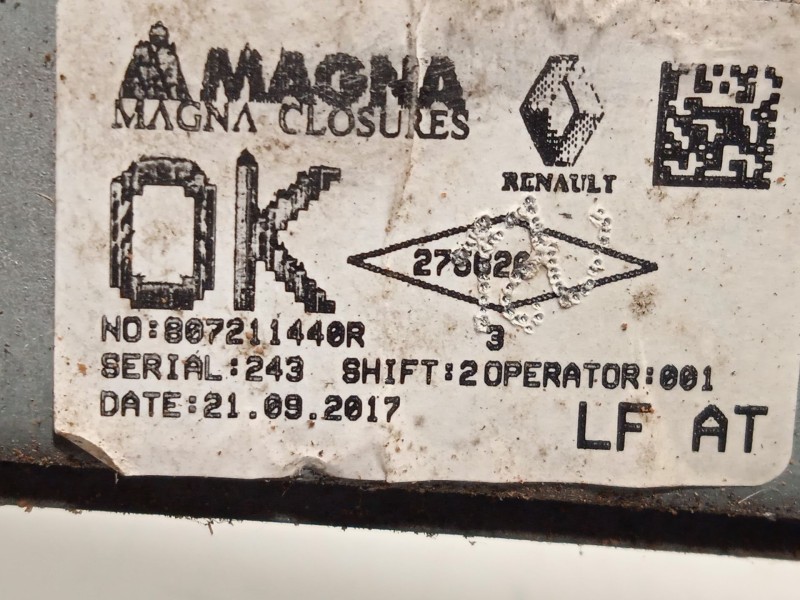 MAGNA
MAGNA CLOSURES
RENAULT
OK
NO:807211440R
3
SERIAL:243 SHIFT:2 OPERATOR:001
DATE:21.09.2017
LF AT